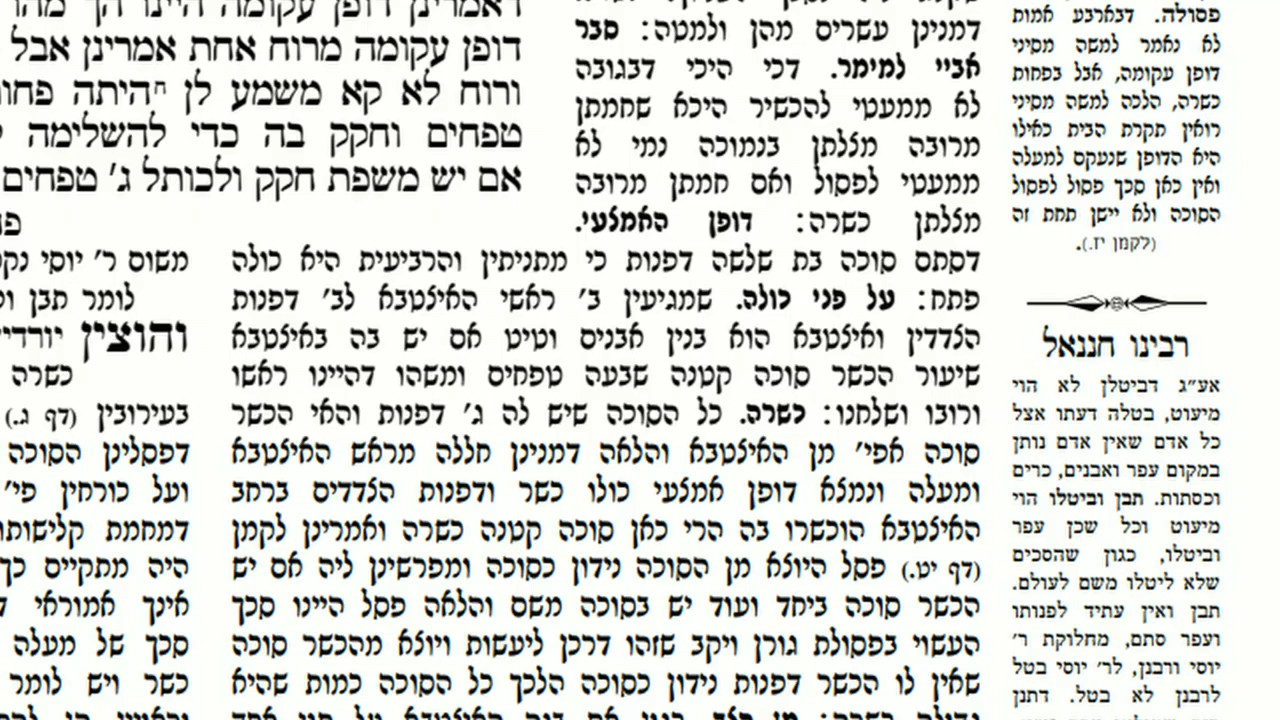 פסולה. דבארבע אמות
לא נאמר למשה מסיני
דופן עקומה, אבל בפחות
כשרה, הלכה למשה מסיני
רואין תקרת הבית כאילו
היא הדופן שנעקס למעלה
ואין כאן סכך פסול לפסול
הסוכה ולא יישן תחת זה
(לקמן יז.).
רבינו חננאל
אע״ג דביטלן לא הוי
מיעוט, בטלה דעתו אצל
כל אדם שאין אדם נותן
במקום עפר ואבנים, כרים
וכסתות. תבן וביטלו הוי
מיעוט וכל שכן עפר
וביטלו, כגון שהסכים
שלא ליטלו משם לעולם.
תבן ואין עתיד לפנותו
ועפר סתם, מחלוקת ר׳
יוסי ורבנן, לר׳ יוסי בטל
לרבנן לא בטל. דתנן
דמנינן עשרים מהן ולמטה: סבר
אביי למימר. דכי היכי דבגובה
לא ממעטי להכשיר היכא שחמתן
מרובה מצלתן בנמוכה נמי לא
ממעטי לפסול ואם חמתן מרובה
מצלתן כשרה: דופן האמצעי.
דסתם סוכה בת שלשה דפנות כי מתניתין והרביעית היא כולה
פתח: על פני כולה. שמגיעין ב׳ ראשי האיצטבא לב׳ דפנות
הצדדין ואיצטבא הוא בנין אבנים וטיט אם יש בה באיצטבא
שיעור הכשר סוכה קטנה שבעה טפחים ומשהו דהיינו ראשו
ורובו ושלחנו: כשרה. כל הסוכה שיש לה ג׳ דפנות והאי הכשר
סוכה אפי׳ מן האיצטבא והלאה דמנינן חללה מראש האיצטבא
ומעלה ונמצא דופן אמצעי כולו כשר ודפנות הצדדים ברחב
האיצטבא הוכשרו בה הרי כאן סוכה קטנה כשרה ואמרינן לקמן
(דף יט.) פסל היוצא מן הסוכה נידון כסוכה ומפרשינן ליה אם יש
הכשר סוכה ביחד ועוד יש בסוכה משם והלאה פסל היינו סכך
העשוי בפסולת גורן ויקב שזהו דרכן ליעשות ויוצא מהכשר סוכה
שאין לו הכשר דפנות נידון כסוכה הלכך כל הסוכה כמות שהיא
דאמרינן דופן עקומה היינו הך מהו
דופן עקומה מרוח אחת אמרינן אבל
ורוח לא קא משמע לן היתה פחו
טפחים וחקק בה כדי להשלימה
אם יש משפת חקק ולכותל ג׳ טפחים
משום ר׳ יוסי
לומר תבן
והוצין יורדי
כשרה
בעירובין (דף ג.)
דפסלינן הסוכה
ועל כורחין פי׳
דמחמת קלישותו
היה מתקיים כך
אינך אמוראי
סכך של מעלה
כשר ויש לומר